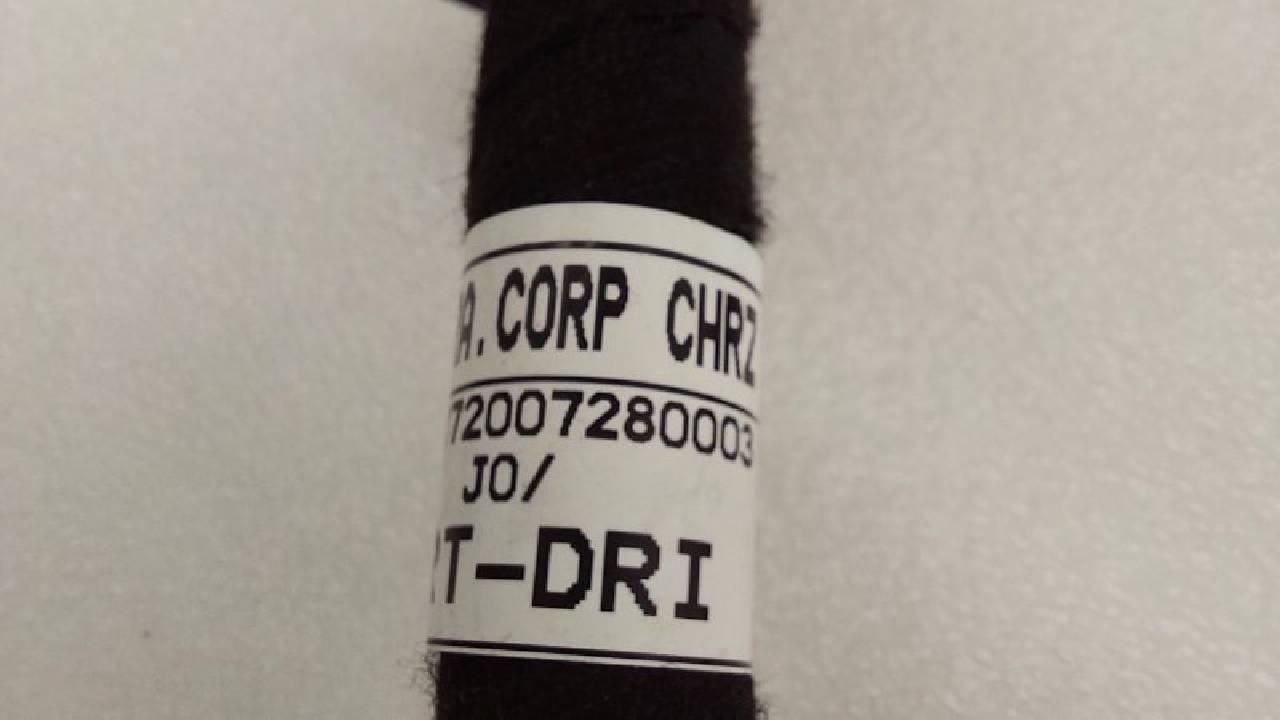 A.CORP CHRZ
72007280003
JO/
T-DRI